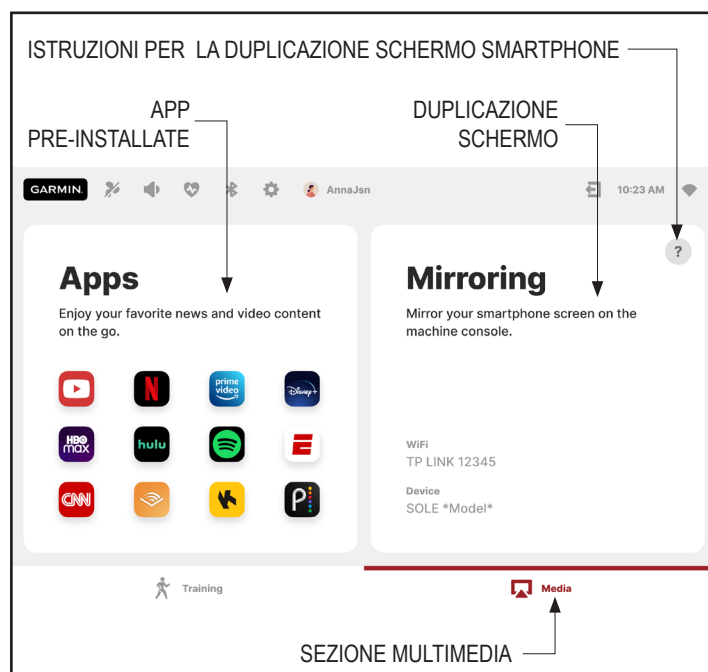 ISTRUZIONI PER LA DUPLICAZIONE SCHERMO SMARTPHONE
APP
PRE-INSTALLATE
DUPLICAZIONE
SCHERMO
GARMIN. AnnaJsn 10:23 AM
?
Apps
Enjoy your favorite news and video content
on the go.
prime
video
Disney+
HBO
max
hulu
CNN
P
Mirroring
Mirror your smartphone screen on the
machine console.
WiFi
TP LINK 12345
Device
SOLE *Model*
Training
Media
SEZIONE MULTIMEDIA